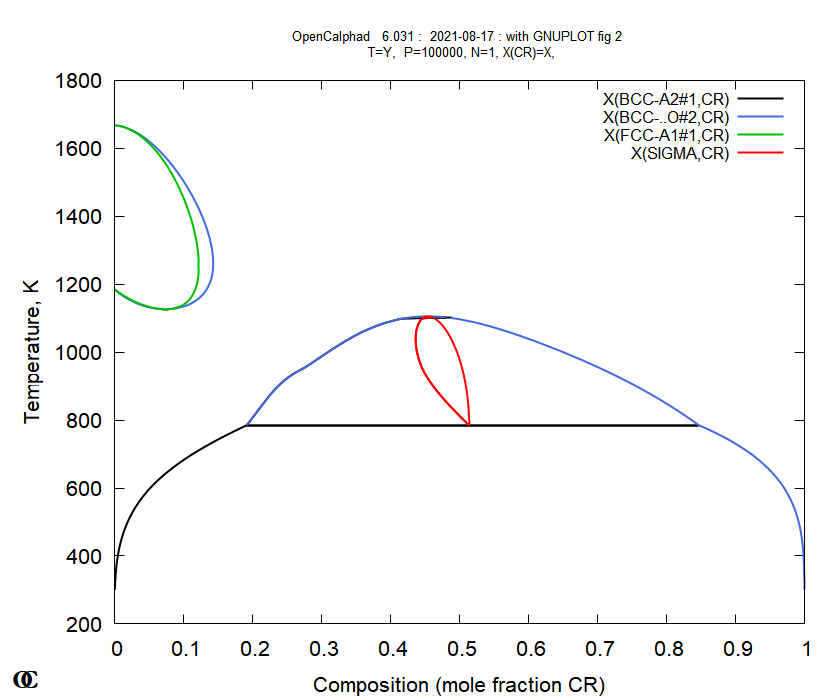 OpenCalphad 6.031 : 2021-08-17 : with GNUPLOT fig 2
T=Y, P=100000, N=1, X(CR)=X,
X(BCC-A2#1,CR)
X(BCC-..O#2,CR)
X(FCC-A1#1,CR)
X(SIGMA,CR)
1800
1600
1400
1200
1000
800
600
400
200
Temperature, K
0 0.1 0.2 0.3 0.4 0.5 0.6 0.7 0.8 0.9 1
Composition (mole fraction CR)
OC